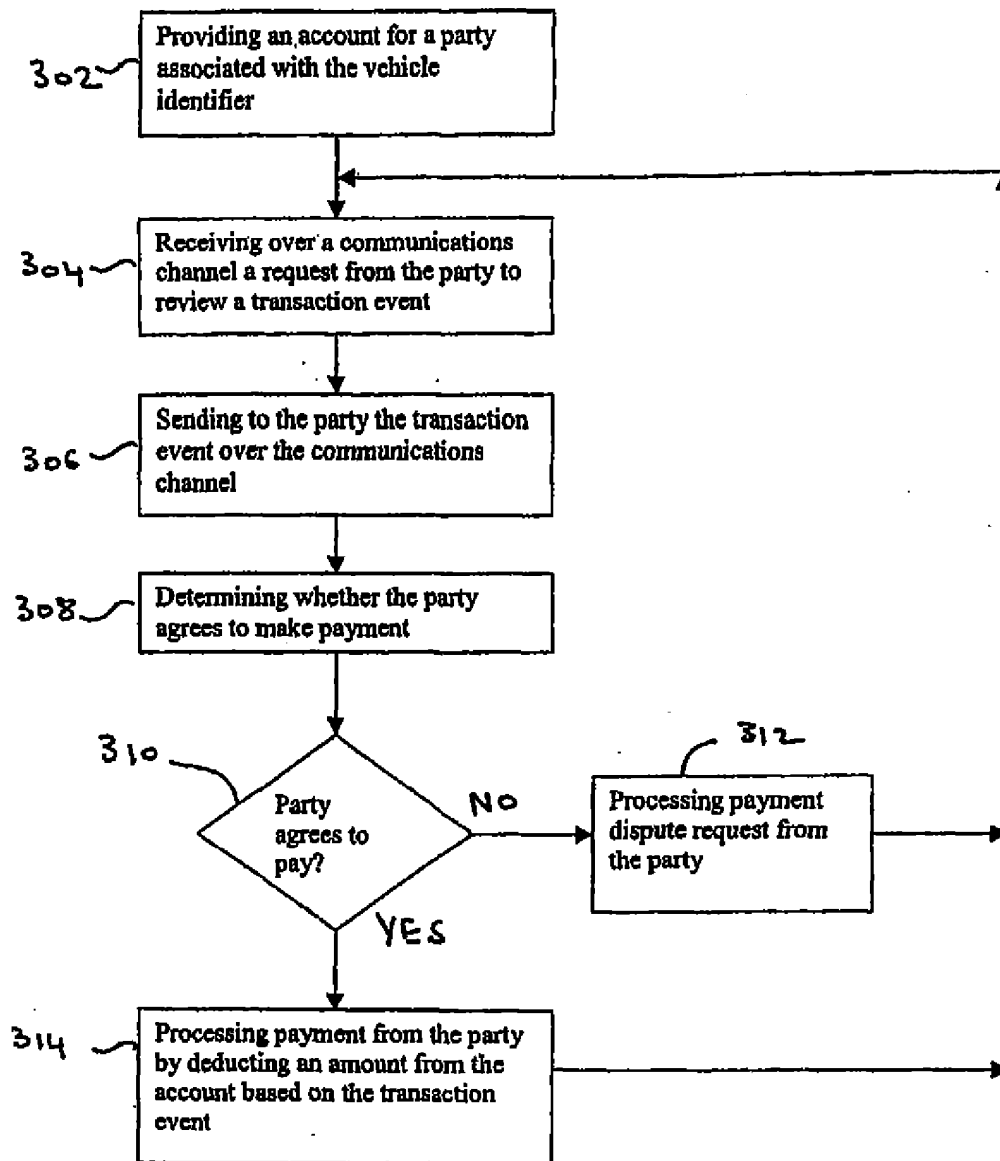 302
Providing an account for a party
associated with the vehicle
identifier
304
Receiving over a communications
channel a request from the party to
review a transaction event
306
Sending to the party the transaction
event over the communications
channel
308
Determining whether the party
agrees to make payment
310
Party
agrees to
pay?
NO
312
Processing payment
dispute request from
the party
YES
314
Processing payment from the party
by deducting an amount from the
account based on the transaction
event